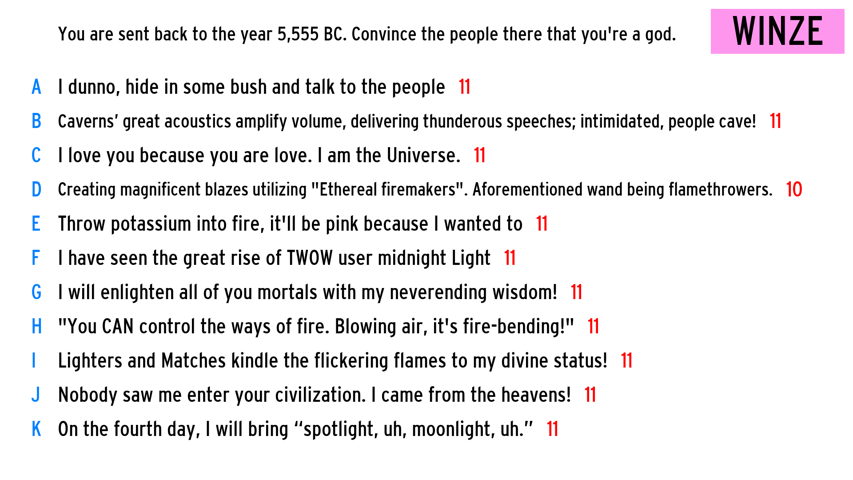 You are sent back to the year 5,555 BC. Convince the people there that you're a god.
WINZE
A I dunno, hide in some bush and talk to the people 11
B Caverns’ great acoustics amplify volume, delivering thunderous speeches; intimidated, people cave! 11
C I love you because you are love. I am the Universe. 11
D Creating magnificent blazes utilizing "Ethereal firemakers". Aforementioned wand being flamethrowers. 10
E Throw potassium into fire, it'll be pink because I wanted to 11
F I have seen the great rise of TWOW user midnight Light 11
G I will enlighten all of you mortals with my neverending wisdom! 11
H "You CAN control the ways of fire. Blowing air, it's fire-bending!" 11
I Lighters and Matches kindle the flickering flames to my divine status! 11
J Nobody saw me enter your civilization. I came from the heavens! 11
K On the fourth day, I will bring “spotlight, uh, moonlight, uh.” 11